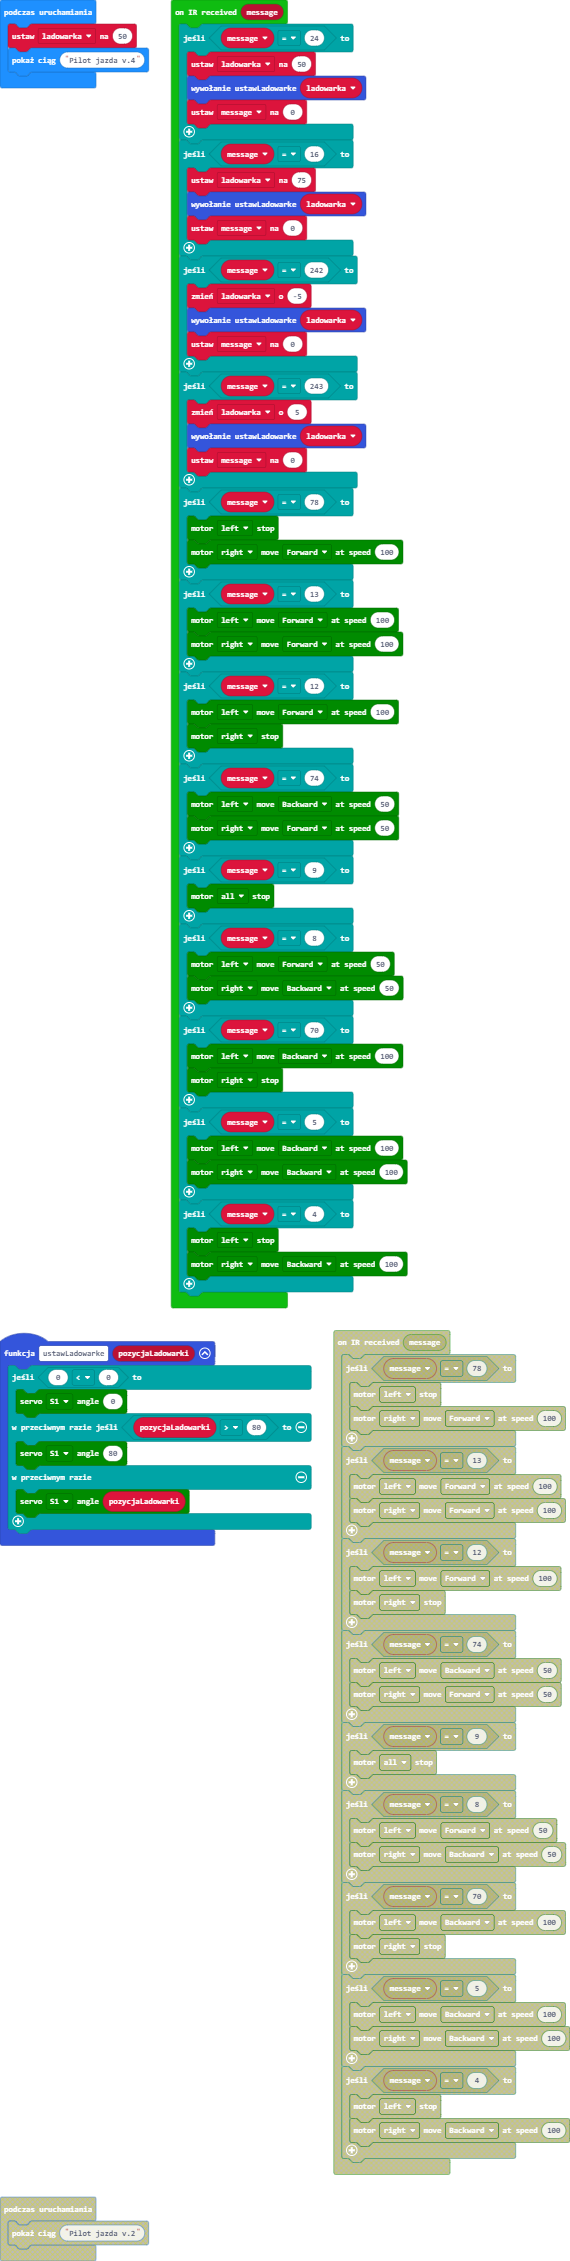 podczas uruchamiania
ustaw ladowarka na 50
pokaż ciąg "Pilot jazda v.4"
on IR received message
jeśli message = 24 to
ustaw ladowarka na 50
wywołanie ustawLadowarke ladowarka
ustaw message na 0
jeśli message = 16 to
ustaw ladowarka na 75
wywołanie ustawLadowarke ladowarka
ustaw message na 0
jeśli message = 242 to
zmień ladowarka o -5
wywołanie ustawLadowarke ladowarka
ustaw message na 0
jeśli message = 243 to
zmień ladowarka o 5
wywołanie ustawLadowarke ladowarka
ustaw message na 0
jeśli message = 78 to
motor left stop
motor right move Forward at speed 100
jeśli message = 13 to
motor left move Forward at speed 100
motor right move Forward at speed 100
jeśli message = 12 to
motor left move Forward at speed 100
motor right stop
jeśli message = 74 to
motor left move Backward at speed 50
motor right move Forward at speed 50
jeśli message = 9 to
motor all stop
jeśli message = 8 to
motor left move Forward at speed 50
motor right move Backward at speed 50
jeśli message = 70 to
motor left move Backward at speed 100
motor right stop
jeśli message = 5 to
motor left move Backward at speed 100
motor right move Backward at speed 100
jeśli message = 4 to
motor left stop
motor right move Backward at speed 100
funkcja ustawLadowarke pozycjaLadowarki
jeśli 0 < 0 to
servo S1 angle 0
w przeciwnym razie jeśli pozycjaLadowarki > 80 to
servo S1 angle 80
w przeciwnym razie
servo S1 angle pozycjaLadowarki
on IR received message
jeśli message = 78 to
motor left stop
motor right move Forward at speed 100
jeśli message = 13 to
motor left move Forward at speed 100
motor right move Forward at speed 100
jeśli message = 12 to
motor left move Forward at speed 100
motor right stop
jeśli message = 74 to
motor left move Backward at speed 50
motor right move Forward at speed 50
jeśli message = 9 to
motor all stop
jeśli message = 8 to
motor left move Forward at speed 50
motor right move Backward at speed 50
jeśli message = 70 to
motor left move Backward at speed 100
motor right stop
jeśli message = 5 to
motor left move Backward at speed 100
motor right move Backward at speed 100
jeśli message = 4 to
motor left stop
motor right move Backward at speed 100
podczas uruchamiania
pokaż ciąg "Pilot jazda v.2"